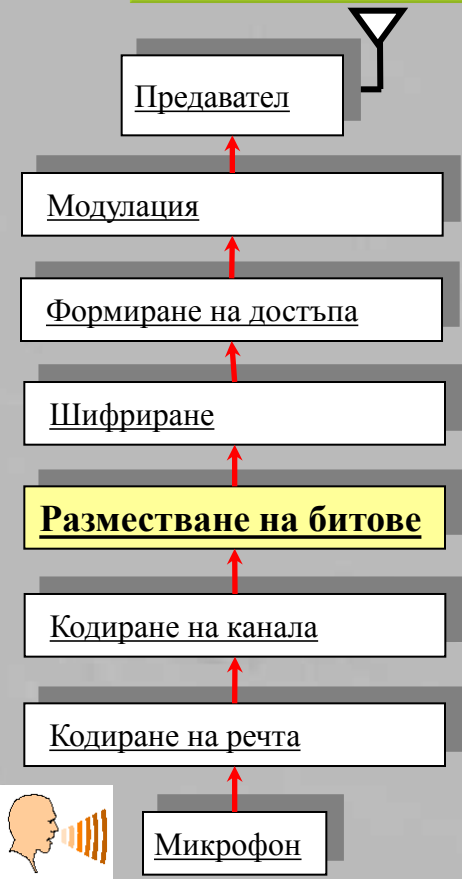 Предавател
Модулация
Формиране на достъпа
Шифриране
Разместване на битове
Кодиране на канала
Кодиране на речта
Микрофон